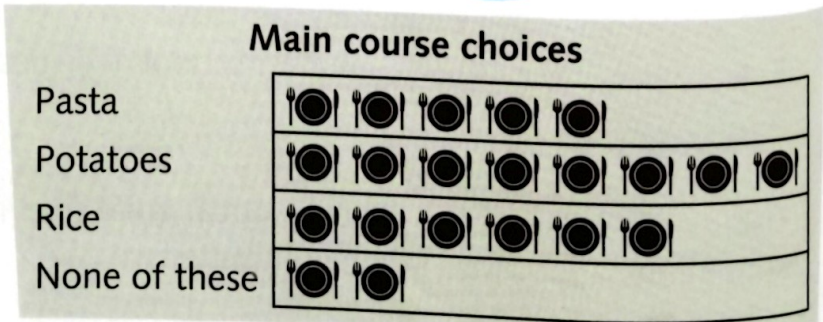 Main course choices
Pasta
Potatoes
Rice
None of these